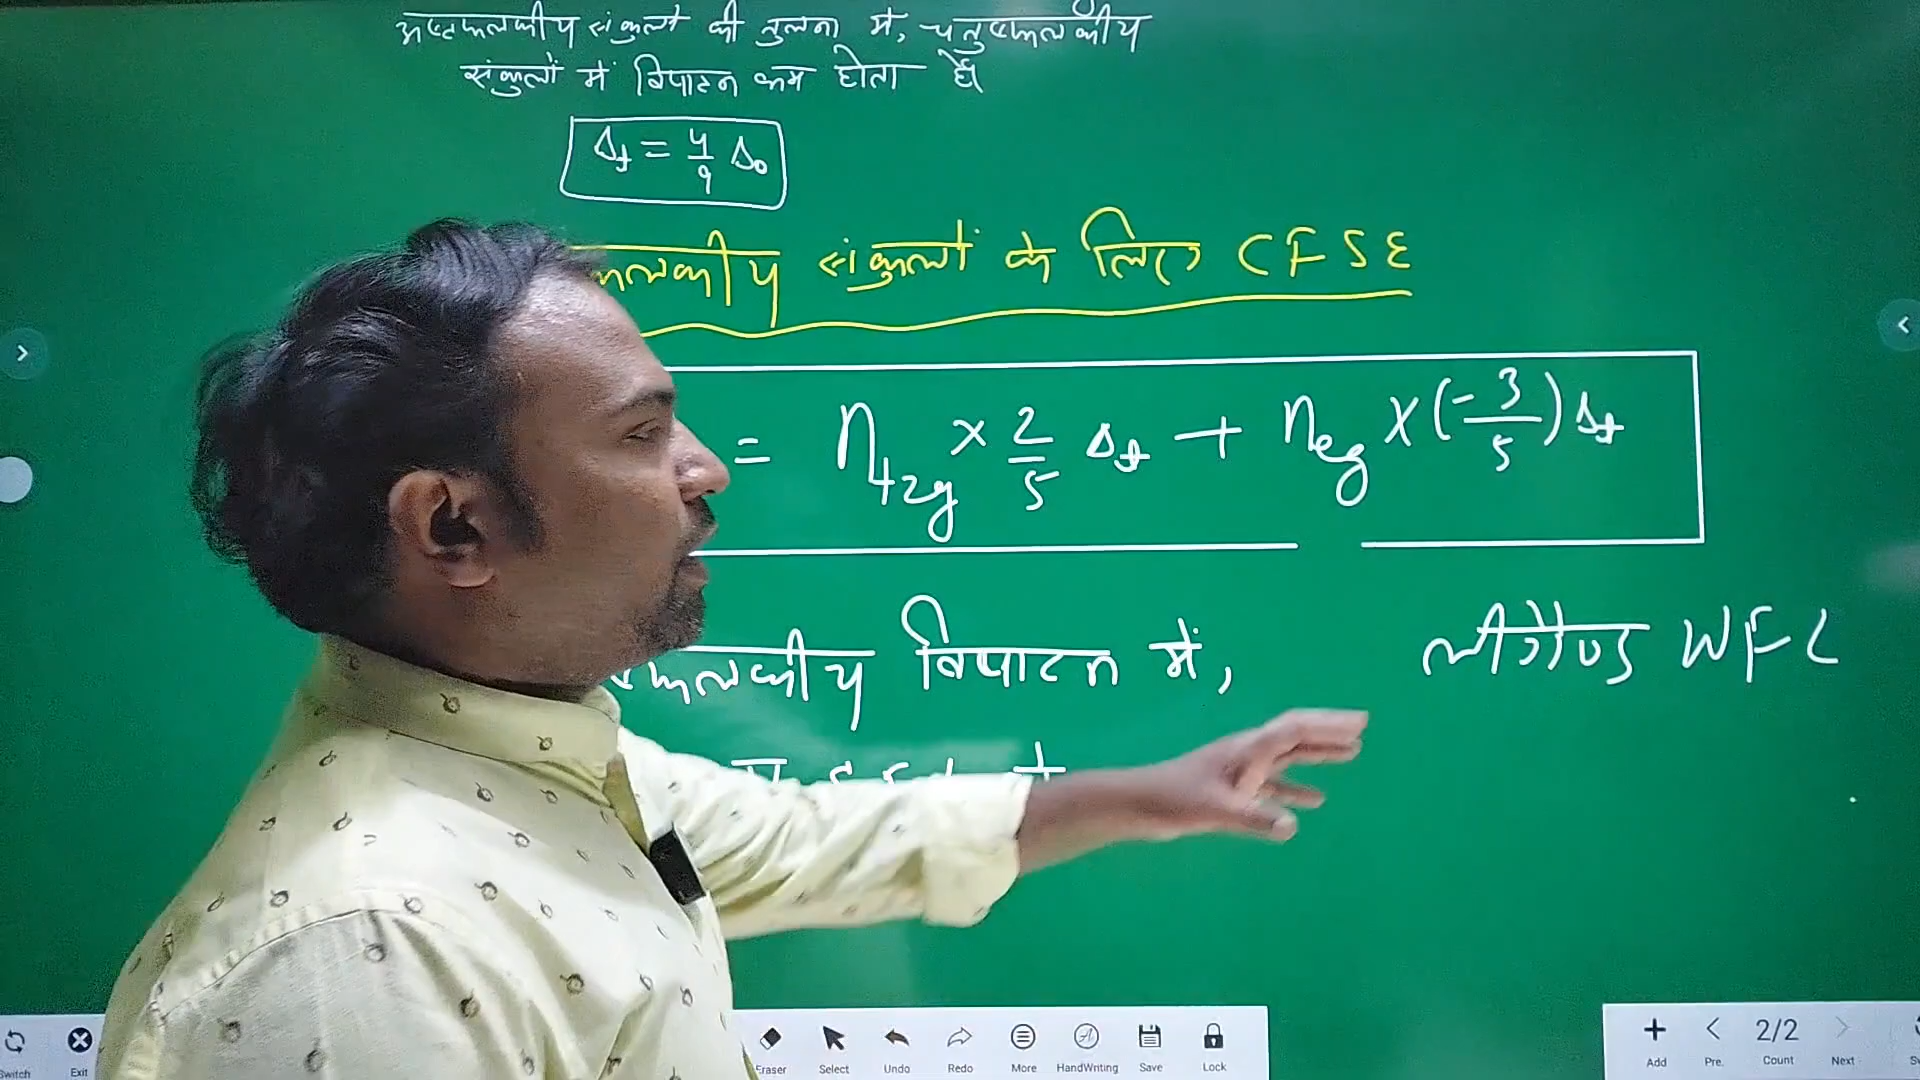 अष्टफलकीय संकुलों की तुलना में, चतुष्फलकीय
संकुलों में विपाटन कम होता है
Δt = 4/9 Δo
फलकीय संकुलों के लिए CFSE
= n t2g × 2/5 Δt + n eg × (-3/5) Δt
फलकीय विपाटन में, लीगेण्ड WFL
Switch Exit Eraser Select Undo Redo More HandWriting Save Lock Add Pre. 2/2 Count Next